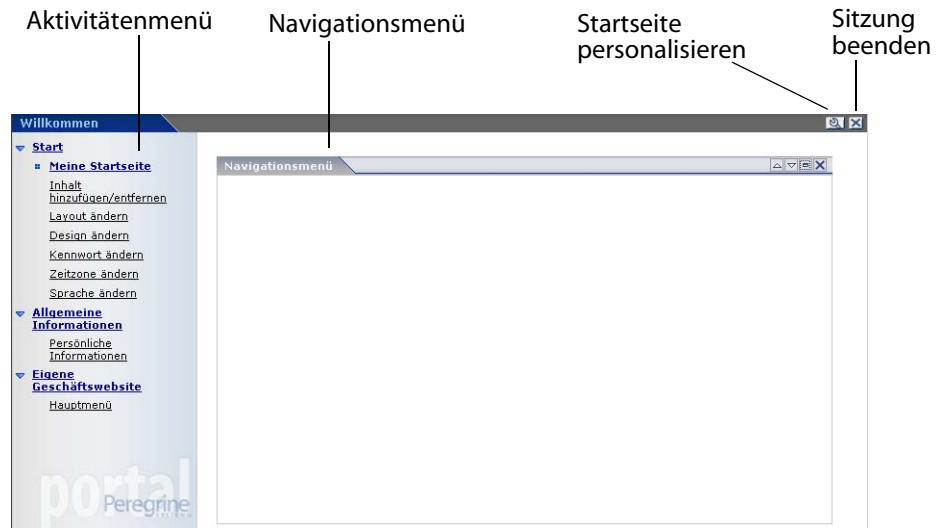 Aktivitätenmenü
Navigationsmenü
Startseite
personalisieren
Sitzung
beenden
Willkommen
Start
Meine Startseite
Inhalt
hinzufügen/entfernen
Layout ändern
Design ändern
Kennwort ändern
Zeitzone ändern
Sprache ändern
Allgemeine
Informationen
Persönliche
Informationen
Eigene
Geschäftswebsite
Hauptmenü
Navigationsmenü
portal
Peregrine